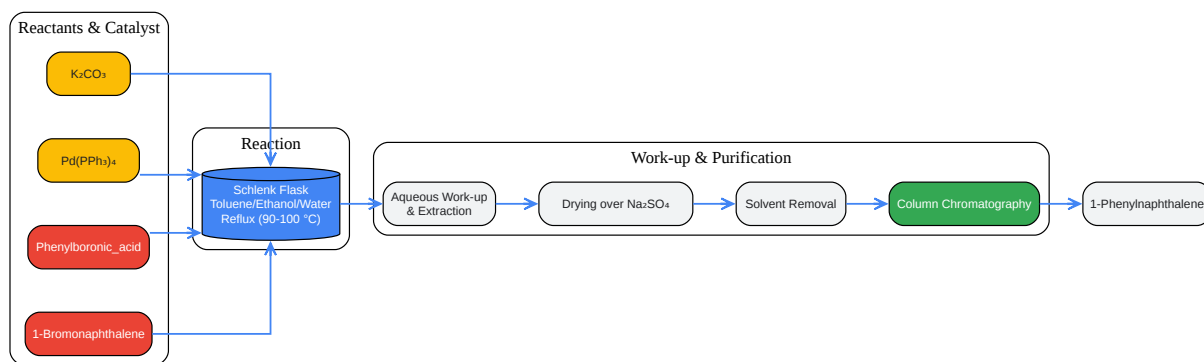 Reactants & Catalyst
K₂CO₃
Pd(PPh₃)₄
Phenylboronic_acid
1-Bromonaphthalene
Reaction
Schlenk Flask
Toluene/Ethanol/Water
Reflux (90-100 °C)
Work-up & Purification
Aqueous Work-up
& Extraction
Drying over Na₂SO₄
Solvent Removal
Column Chromatography
1-Phenylnaphthalene